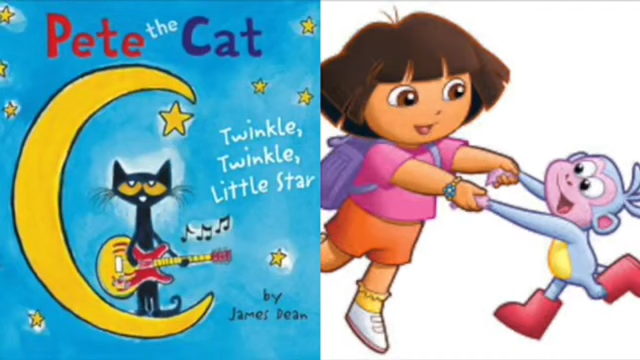 Pete the Cat
Twinkle,
Twinkle,
Little Star
by
James Dean